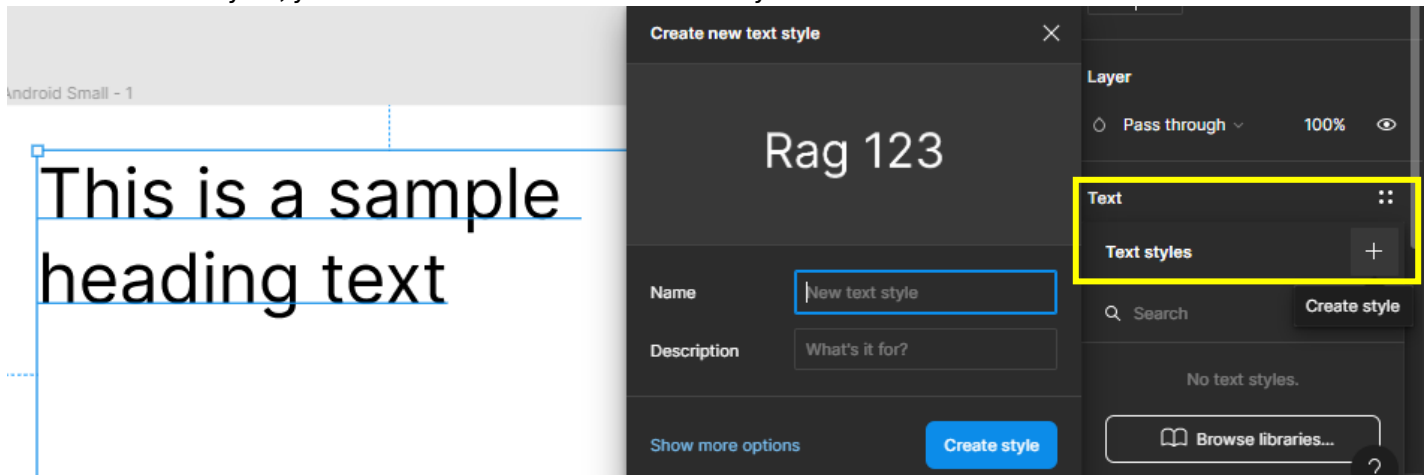 Android Small - 1
This is a sample
heading text
Create new text style
Rag 123
Name
New text style
Description
What's it for?
Show more options
Create style
Layer
Pass through
100%
Text
Text styles
+
Create style
Search
No text styles.
Browse libraries...
?